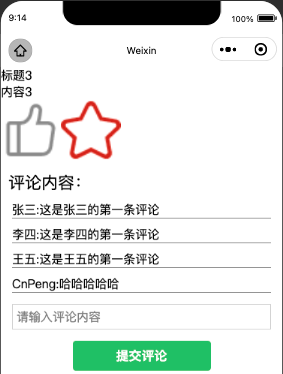 9:14
100%
Weixin
标题3
内容3
评论内容：
张三:这是张三的第一条评论
李四:这是李四的第一条评论
王五:这是王五的第一条评论
CnPeng:哈哈哈哈哈
请输入评论内容
提交评论